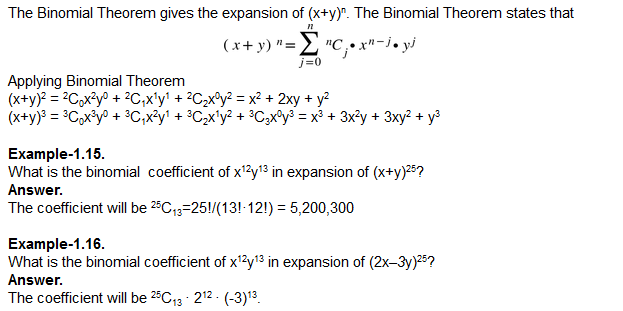 The Binomial Theorem gives the expansion of (x+y)ⁿ. The Binomial Theorem states that
(x+y)ⁿ = ∑ⁿⱼ₌₀ ⁿCⱼ • xⁿ⁻ʲ • yʲ
Applying Binomial Theorem
(x+y)² = ²C₀x²y⁰ + ²C₁x¹y¹ + ²C₂x⁰y² = x² + 2xy + y²
(x+y)³ = ³C₀x³y⁰ + ³C₁x²y¹ + ³C₂x¹y² + ³C₃x⁰y³ = x³ + 3x²y + 3xy² + y³
Example-1.15.
What is the binomial coefficient of x¹²y¹³ in expansion of (x+y)²⁵?
Answer.
The coefficient will be ²⁵C₁₃=25!/(13!·12!) = 5,200,300
Example-1.16.
What is the binomial coefficient of x¹²y¹³ in expansion of (2x–3y)²⁵?
Answer.
The coefficient will be ²⁵C₁₃ · 2¹² · (-3)¹³.